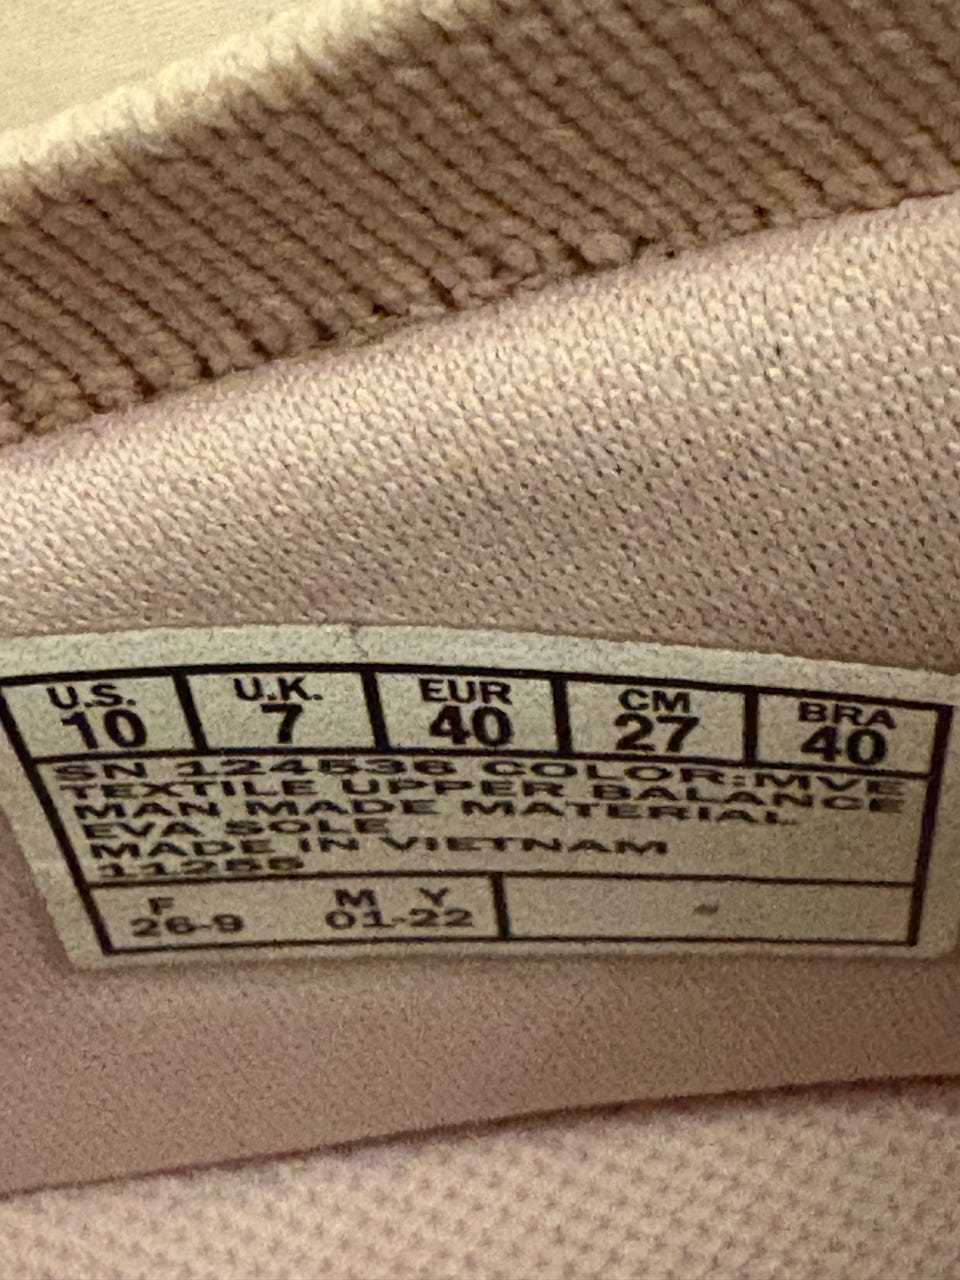 U.S. U.K. EUR CM BRA
10 7 40 27 40
SN 124536 COLOR:MVE
TEXTILE UPPER BALANCE
MAN MADE MATERIAL
EVA SOLE
MADE IN VIETNAM
11255
F M Y
26-9 01-22